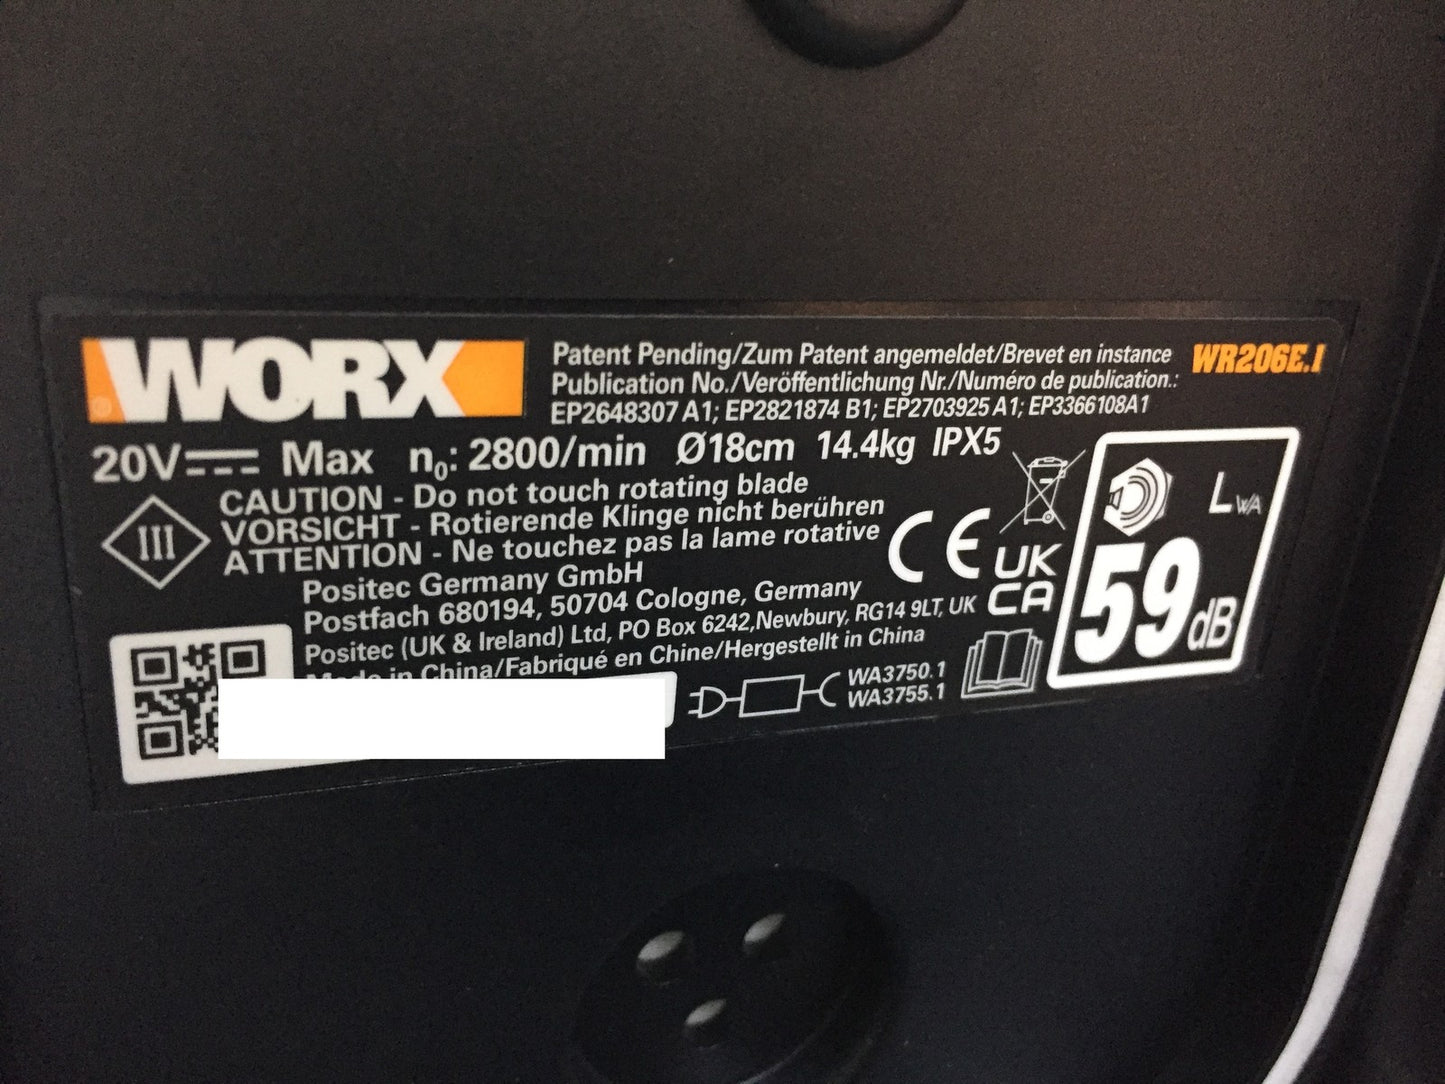 WORX
Patent Pending/Zum Patent angemeldet/Brevet en instance
WR206E.1
Publication No./Veröffentlichung Nr./Numéro de publication.:
EP2648307 A1; EP2821874 B1; EP2703925 A1; EP3366108A1
20V Max n₀: 2800/min Ø18cm 14.4kg IPX5
III
CAUTION - Do not touch rotating blade
VORSICHT - Rotierende Klinge nicht berühren
ATTENTION - Ne touchez pas la lame rotative
CE
UK
CA
LWA
59dB
Positec Germany GmbH
Postfach 680194, 50704 Cologne, Germany
Positec (UK & Ireland) Ltd, PO Box 6242,Newbury, RG14 9LT, UK
Made in China/Fabriqué en Chine/Hergestellt in China
WA3750.1
WA3755.1